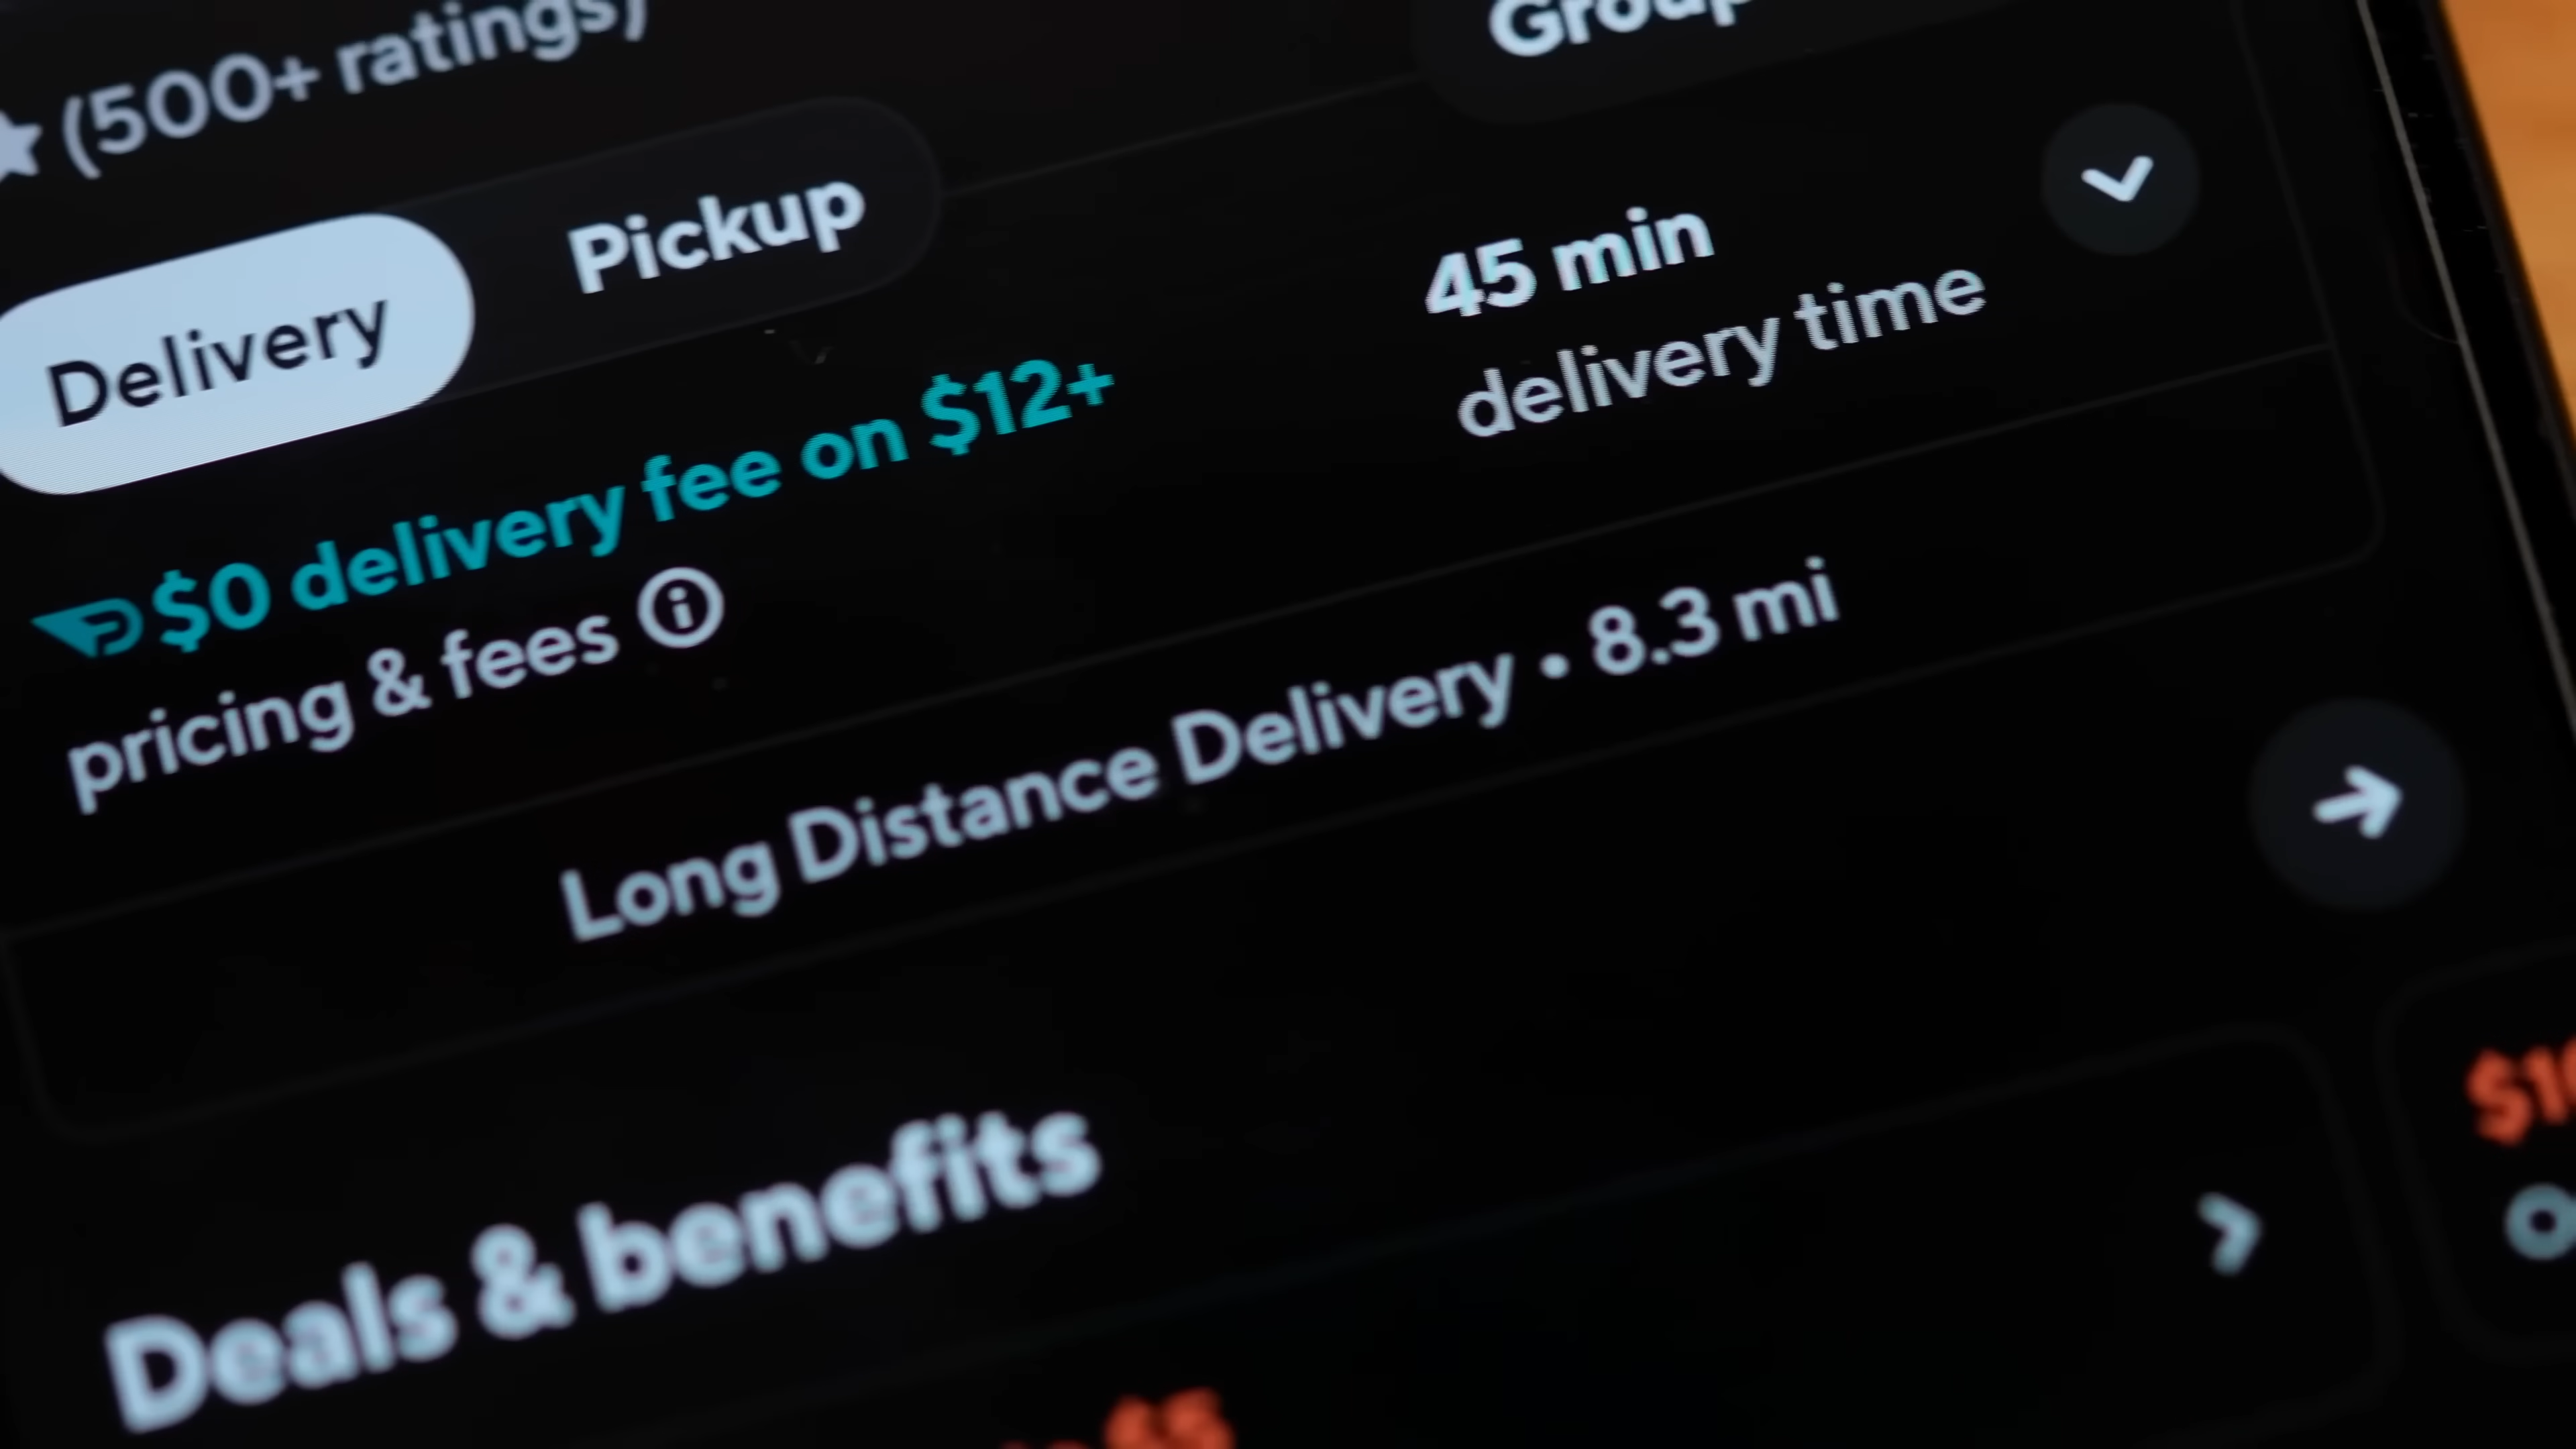 (500+ ratings)
Group
Delivery
Pickup
$0 delivery fee on $12+
pricing & fees
45 min
delivery time
Long Distance Delivery • 8.3 mi
Deals & benefits